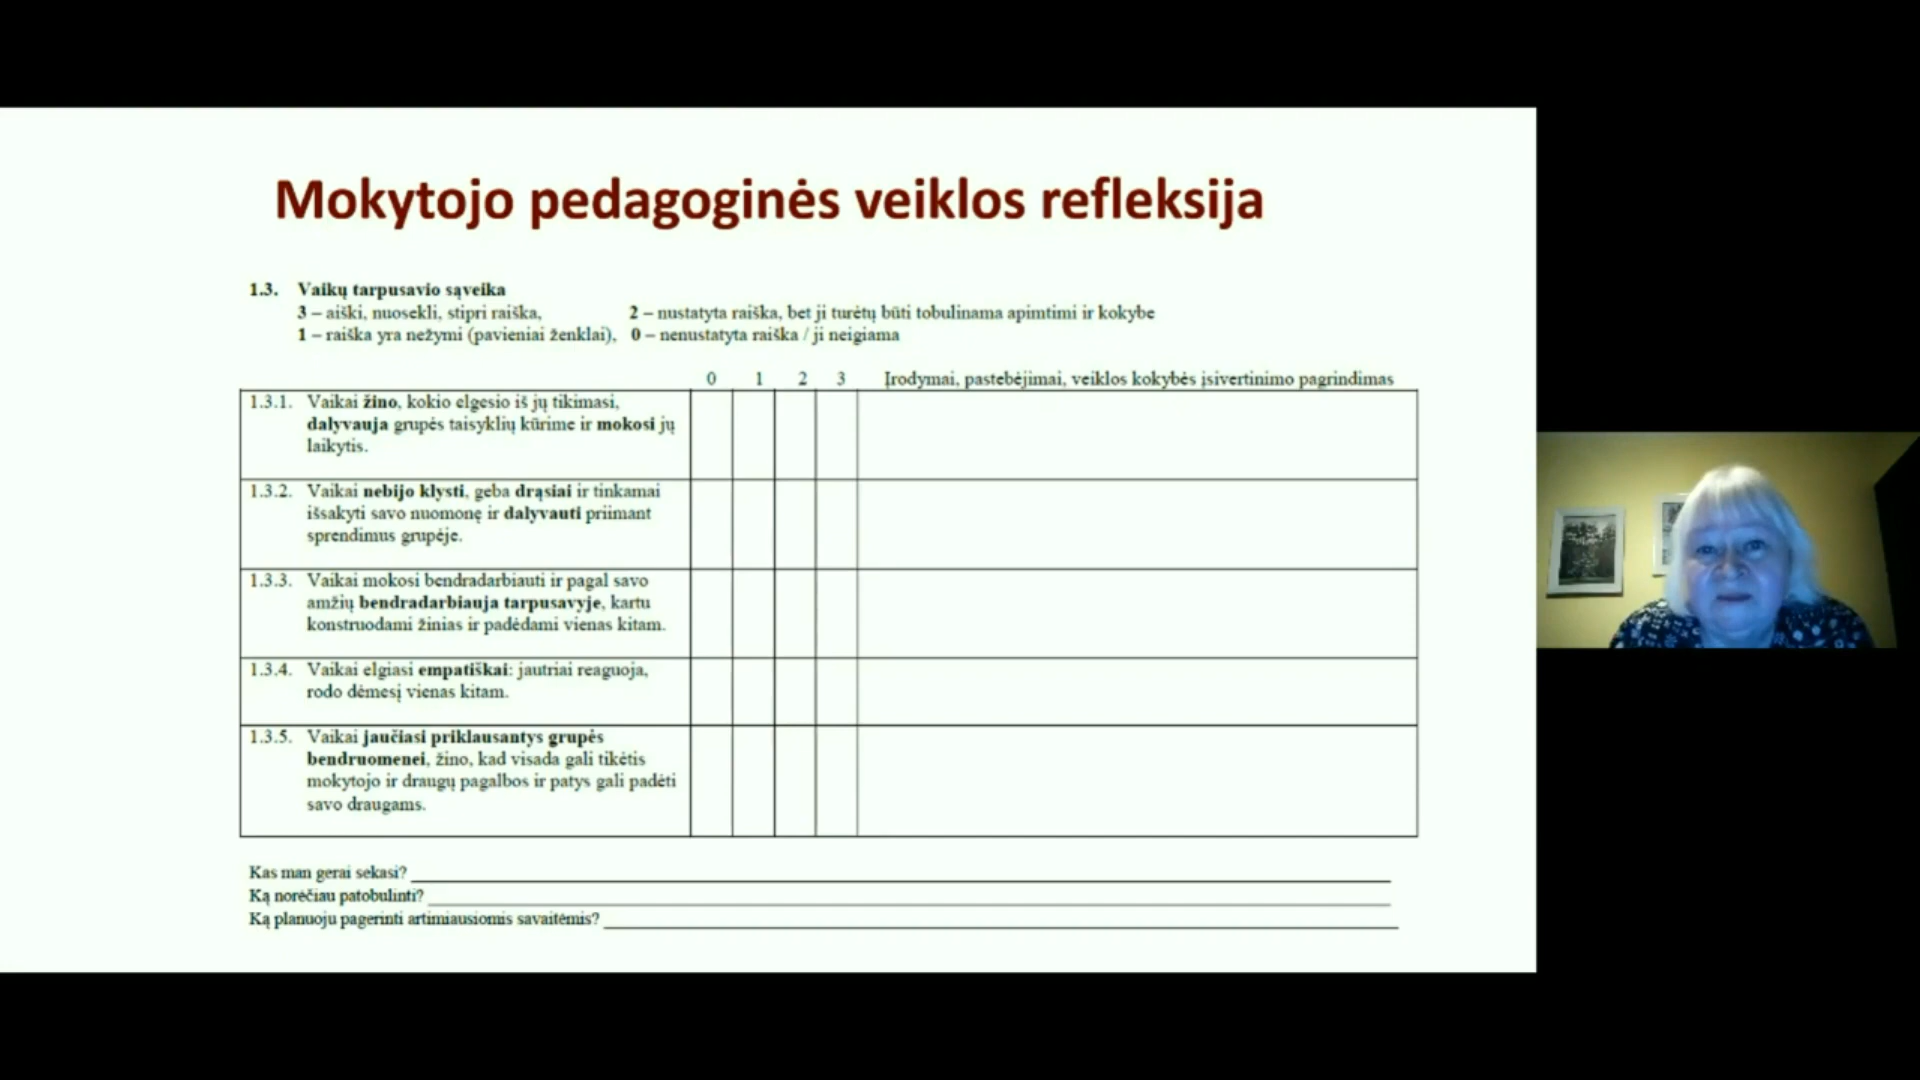 Mokytojo pedagoginės veiklos refleksija
1.3. Vaikų tarpusavio sąveika
3 – aiški, nuosekli, stipri raiška, 2 – nustatyta raiška, bet ji turėtų būti tobulinama apimtimi ir kokybe
1 – raiška yra nežymi (pavieniai ženklai), 0 – nenustatyta raiška / ji neigiama
0 1 2 3 Įrodymai, pastebėjimai, veiklos kokybės įsivertinimo pagrindimas
1.3.1. Vaikai žino, kokio elgesio iš jų tikimasi,
dalyvauja grupės taisyklių kūrime ir mokosi jų
laikytis.
1.3.2. Vaikai nebijo klysti, geba drąsiai ir tinkamai
išsakyti savo nuomonę ir dalyvauti priimant
sprendimus grupėje.
1.3.3. Vaikai mokosi bendradarbiauti ir pagal savo
amžių bendradarbiauja tarpusavyje, kartu
konstruodami žinias ir padėdami vienas kitam.
1.3.4. Vaikai elgiasi empatiškai: jautriai reaguoja,
rodo dėmesį vienas kitam.
1.3.5. Vaikai jaučiasi priklausantys grupės
bendruomenei, žino, kad visada gali tikėtis
mokytojo ir draugų pagalbos ir patys gali padėti
savo draugams.
Kas man gerai sekasi?
Ką norėčiau patobulinti?
Ką planuoju pagerinti artimiausiomis savaitėmis?